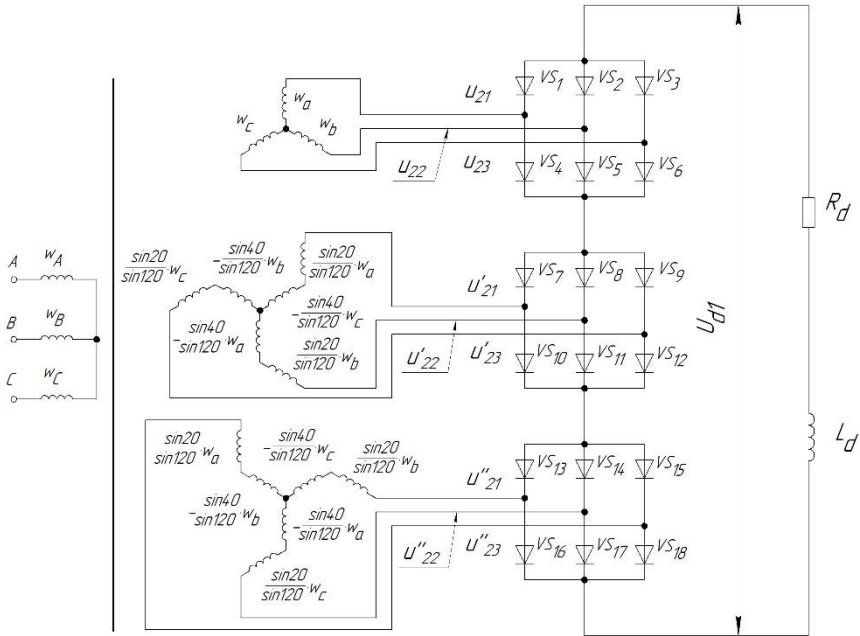 A
w_A
B
w_B
C
w_C
w_a
w_c
w_b
u_21
u_22
u_23
VS_1
VS_2
VS_3
VS_4
VS_5
VS_6
sin20/sin120·w_c
-sin40/sin120·w_b
sin20/sin120·w_a
-sin40/sin120·w_a
-sin40/sin120·w_c
sin20/sin120·w_b
u'_21
u'_22
u'_23
VS_7
VS_8
VS_9
VS_10
VS_11
VS_12
sin20/sin120·w_a
-sin40/sin120·w_c
sin20/sin120·w_b
-sin40/sin120·w_b
-sin40/sin120·w_a
sin20/sin120·w_c
u"_21
u"_22
u"_23
VS_13
VS_14
VS_15
VS_16
VS_17
VS_18
U_d1
R_d
L_d